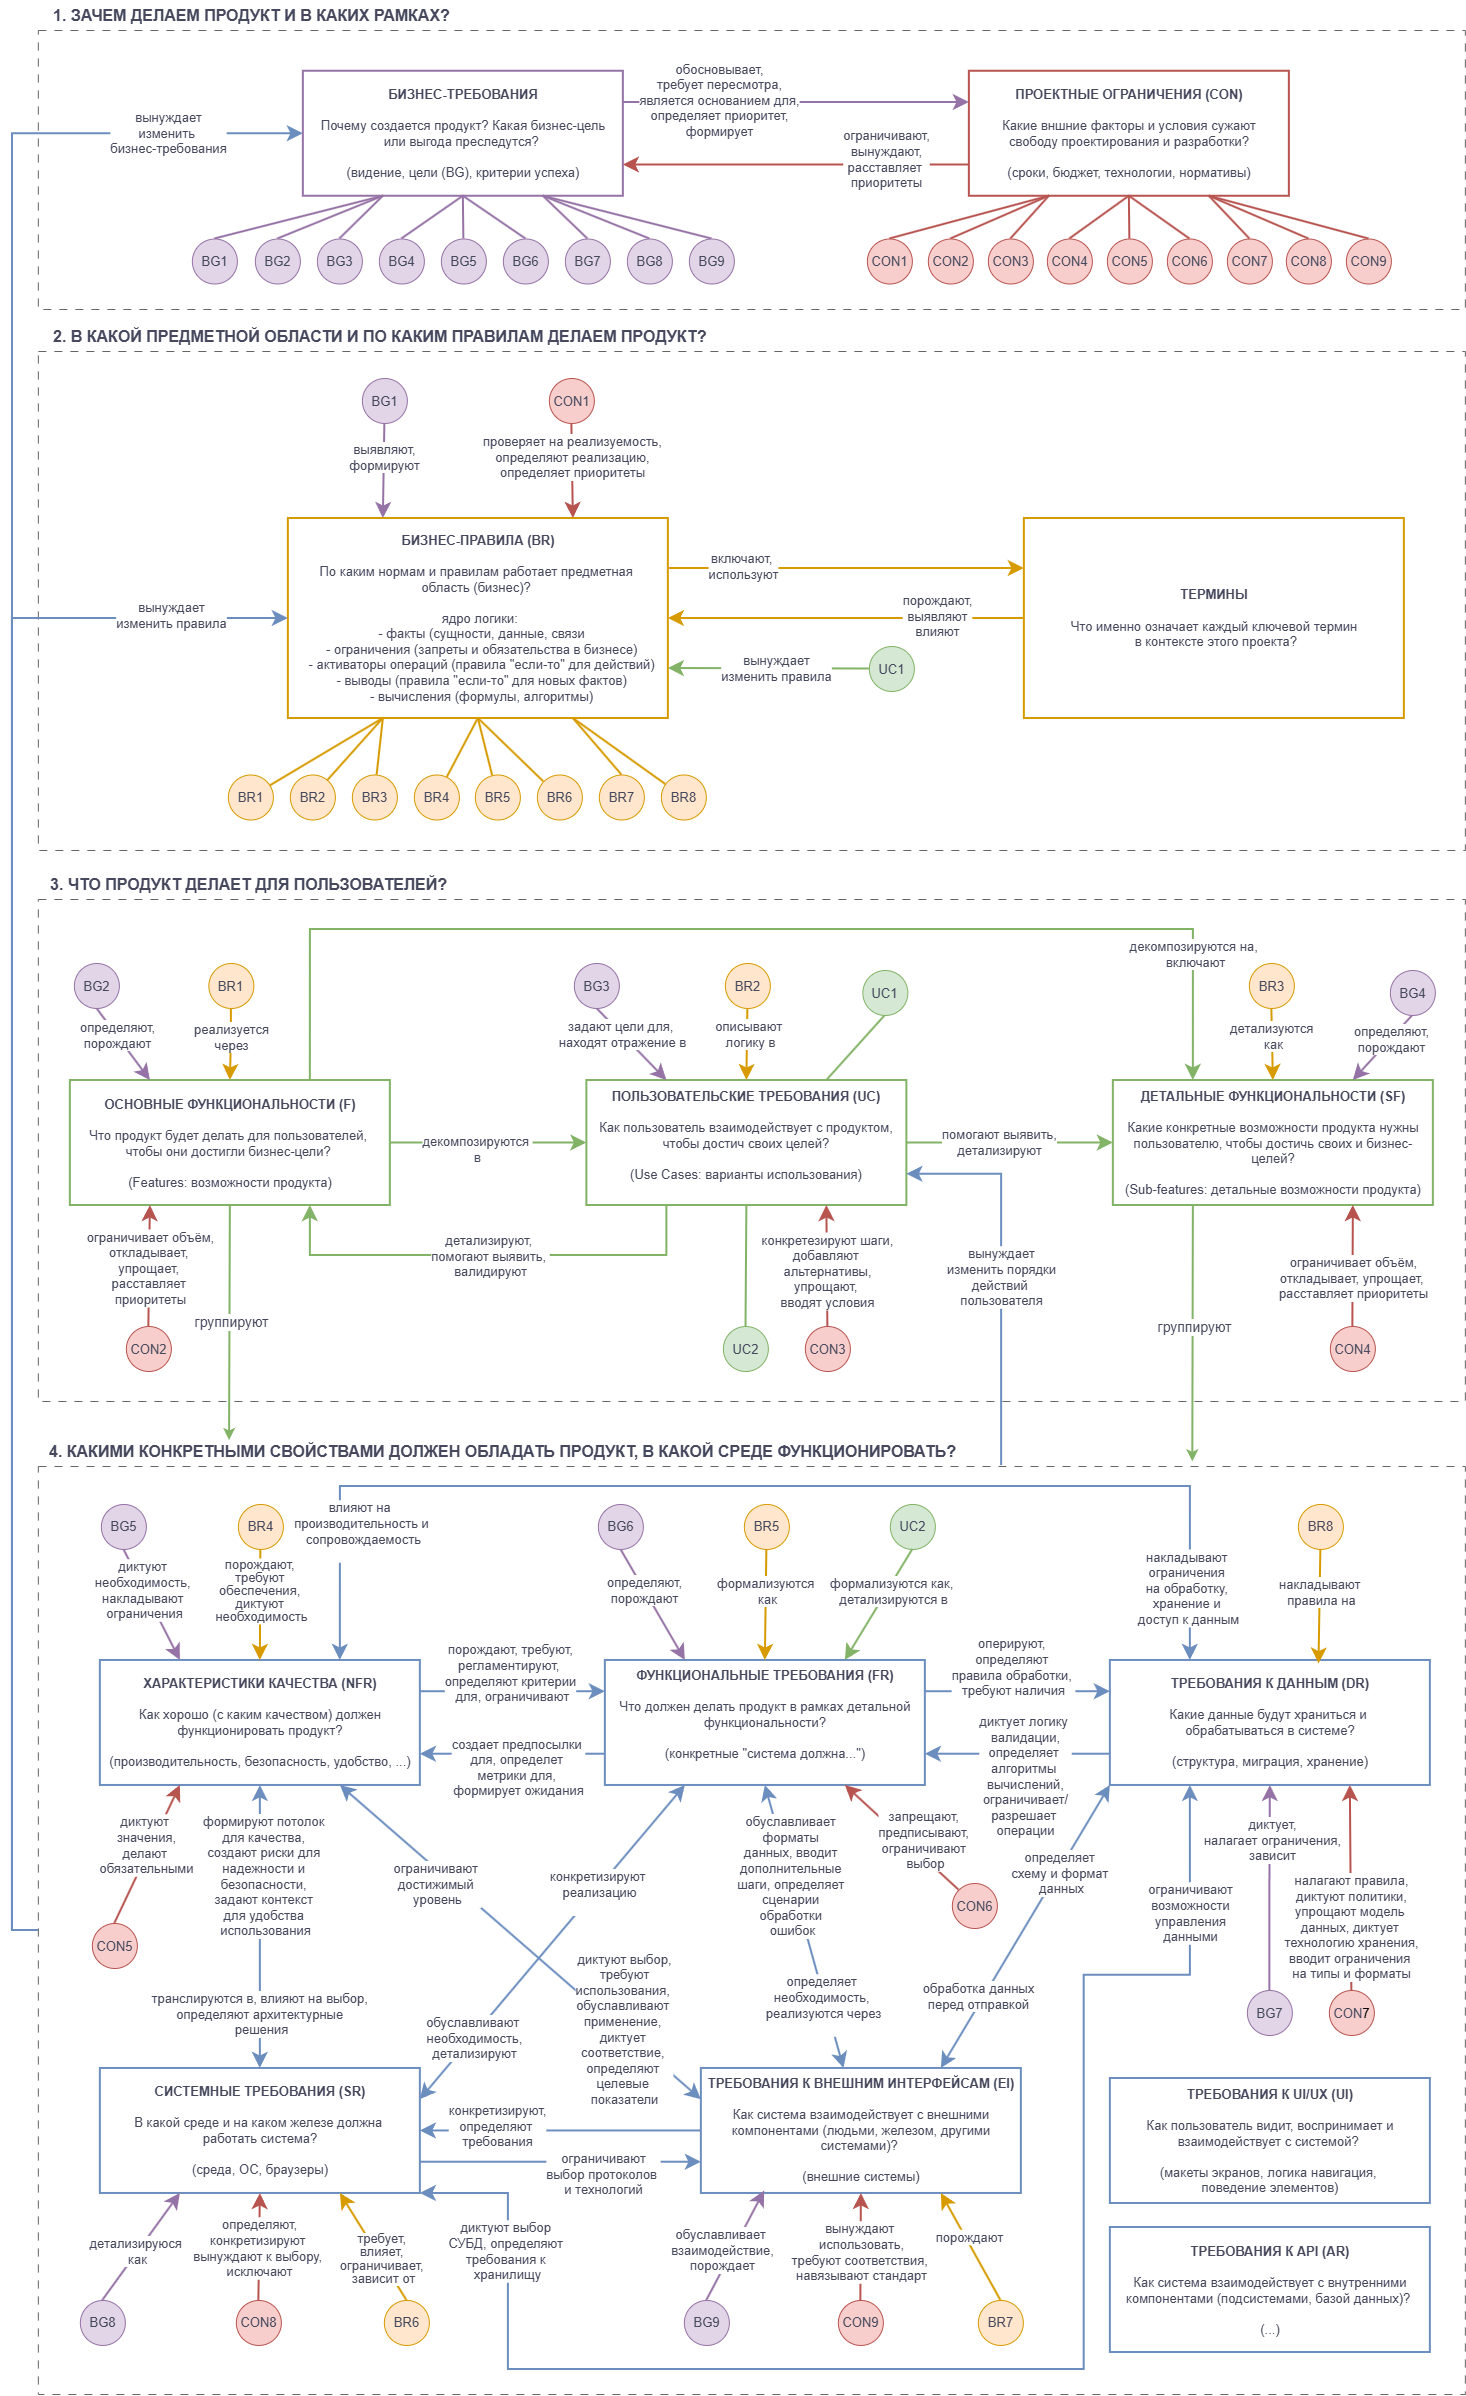 1. ЗАЧЕМ ДЕЛАЕМ ПРОДУКТ И В КАКИХ РАМКАХ?
БИЗНЕС-ТРЕБОВАНИЯ
Почему создается продукт? Какая бизнес-цель
или выгода преследутся?
(видение, цели (BG), критерии успеха)
обосновывает,
требует пересмотра,
является основанием для,
определяет приоритет,
формирует
ПРОЕКТНЫЕ ОГРАНИЧЕНИЯ (CON)
Какие вншние факторы и условия сужают
свободу проектирования и разработки?
(сроки, бюджет, технологии, нормативы)
вынуждает
изменить
бизнес-требования
ограничивают,
вынуждают,
расставляет
приоритеты
BG1
BG2
BG3
BG4
BG5
BG6
BG7
BG8
BG9
CON1
CON2
CON3
CON4
CON5
CON6
CON7
CON8
CON9
2. В КАКОЙ ПРЕДМЕТНОЙ ОБЛАСТИ И ПО КАКИМ ПРАВИЛАМ ДЕЛАЕМ ПРОДУКТ?
BG1
CON1
выявляют,
формируют
проверяет на реализуемость,
определяют реализацию,
определяет приоритеты
БИЗНЕС-ПРАВИЛА (BR)
По каким нормам и правилам работает предметная
область (бизнес)?
ядро логики:
- факты (сущности, данные, связи
- ограничения (запреты и обязательства в бизнесе)
- активаторы операций (правила "если-то" для действий)
- выводы (правила "если-то" для новых фактов)
- вычисления (формулы, алгоритмы)
включают,
используют
порождают,
выявляют
влияют
ТЕРМИНЫ
Что именно означает каждый ключевой термин
в контексте этого проекта?
вынуждает
изменить правила
вынуждает
изменить правила
UC1
BR1
BR2
BR3
BR4
BR5
BR6
BR7
BR8
3. ЧТО ПРОДУКТ ДЕЛАЕТ ДЛЯ ПОЛЬЗОВАТЕЛЕЙ?
декомпозируются на,
включают
BG2
BR1
BG3
BR2
UC1
BR3
BG4
определяют,
порождают
реализуется
через
задают цели для,
находят отражение в
описывают
логику в
детализуются
как
определяют,
порождают
ОСНОВНЫЕ ФУНКЦИОНАЛЬНОСТИ (F)
Что продукт будет делать для пользователей,
чтобы они достигли бизнес-цели?
(Features: возможности продукта)
декомпозируются
в
ПОЛЬЗОВАТЕЛЬСКИЕ ТРЕБОВАНИЯ (UC)
Как пользователь взаимодействует с продуктом,
чтобы достич своих целей?
(Use Cases: варианты использования)
помогают выявить,
детализируют
ДЕТАЛЬНЫЕ ФУНКЦИОНАЛЬНОСТИ (SF)
Какие конкретные возможности продукта нужны
пользователю, чтобы достичь своих и бизнес-
целей?
(Sub-features: детальные возможности продукта)
ограничивает объём,
откладывает,
упрощает,
расставляет
приоритеты
детализируют,
помогают выявить,
валидируют
конкретезируют шаги,
добавляют
альтернативы,
упрощают,
вводят условия
вынуждает
изменить порядки
действий
пользователя
ограничивает объём,
откладывает, упрощает,
расставляет приоритеты
группируют
группируют
CON2
UC2
CON3
CON4
4. КАКИМИ КОНКРЕТНЫМИ СВОЙСТВАМИ ДОЛЖЕН ОБЛАДАТЬ ПРОДУКТ, В КАКОЙ СРЕДЕ ФУНКЦИОНИРОВАТЬ?
BG5
BR4
влияют на
производительность и
сопровождаемость
BG6
BR5
UC2
BR8
диктуют
необходимость,
накладывают
ограничения
порождают,
требуют
обеспечения,
диктуют
необходимость
определяют,
порождают
формализуются
как
формализуются как,
детализируются в
накладывают
ограничения
на обработку,
хранение и
доступ к данным
накладывают
правила на
ХАРАКТЕРИСТИКИ КАЧЕСТВА (NFR)
Как хорошо (с каким качеством) должен
функционировать продукт?
(производительность, безопасность, удобство, ...)
порождают, требуют,
регламентируют,
определяют критерии
для, ограничивают
создает предпосылки
для, определет
метрики для,
формирует ожидания
ФУНКЦИОНАЛЬНЫЕ ТРЕБОВАНИЯ (FR)
Что должен делать продукт в рамках детальной
функциональности?
(конкретные "система должна...")
оперируют,
определяют
правила обработки,
требуют наличия
диктует логику
валидации,
определяет
алгоритмы
вычислений,
ограничивает/
разрешает
операции
ТРЕБОВАНИЯ К ДАННЫМ (DR)
Какие данные будут храниться и
обрабатываться в системе?
(структура, миграция, хранение)
диктуют
значения,
делают
обязательными
формируют потолок
для качества,
создают риски для
надежности и
безопасности,
задают контекст
для удобства
использования
ограничивают
достижимый
уровень
конкретизируют
реализацию
обуславливает
форматы
данных, вводит
дополнительные
шаги, определяет
сценарии
обработки
ошибок
запрещают,
предписывают,
ограничивают
выбор
определяет
схему и формат
данных
диктует,
налагает ограничения,
зависит
ограничивают
возможности
управления
данными
налагают правила,
диктуют политики,
упрощают модель
данных, диктует
технологию хранения,
вводит ограничения
на типы и форматы
CON5
CON6
BG7
CON7
транслируются в, влияют на выбор,
определяют архитектурные
решения
обуславливают
необходимость,
детализируют
диктуют выбор,
требуют
использования,
обуславливают
применение,
диктует
соответствие,
определяют
целевые
показатели
определяет
необходимость,
реализуются через
обработка данных
перед отправкой
СИСТЕМНЫЕ ТРЕБОВАНИЯ (SR)
В какой среде и на каком железе должна
работать система?
(среда, ОС, браузеры)
конкретизируют,
определяют
требования
ограничивают
выбор протоколов
и технологий
ТРЕБОВАНИЯ К ВНЕШНИМ ИНТЕРФЕЙСАМ (EI)
Как система взаимодействует с внешними
компонентами (людьми, железом, другими
системами)?
(внешние системы)
ТРЕБОВАНИЯ К UI/UX (UI)
Как пользователь видит, воспринимает и
взаимодействует с системой?
(макеты экранов, логика навигация,
поведение элементов)
детализируюся
как
определяют,
конкретизируют
вынуждают к выбору,
исключают
требует,
влияет,
ограничивает,
зависит от
диктуют выбор
СУБД, определяют
требования к
хранилищу
обуславливает
взаимодействие,
порождает
вынуждают
использовать,
требуют соответствия,
навязывают стандарт
порождают
BG8
CON8
BR6
BG9
CON9
BR7
ТРЕБОВАНИЯ К API (AR)
Как система взаимодействует с внутренними
компонентами (подсистемами, базой данных)?
(...)